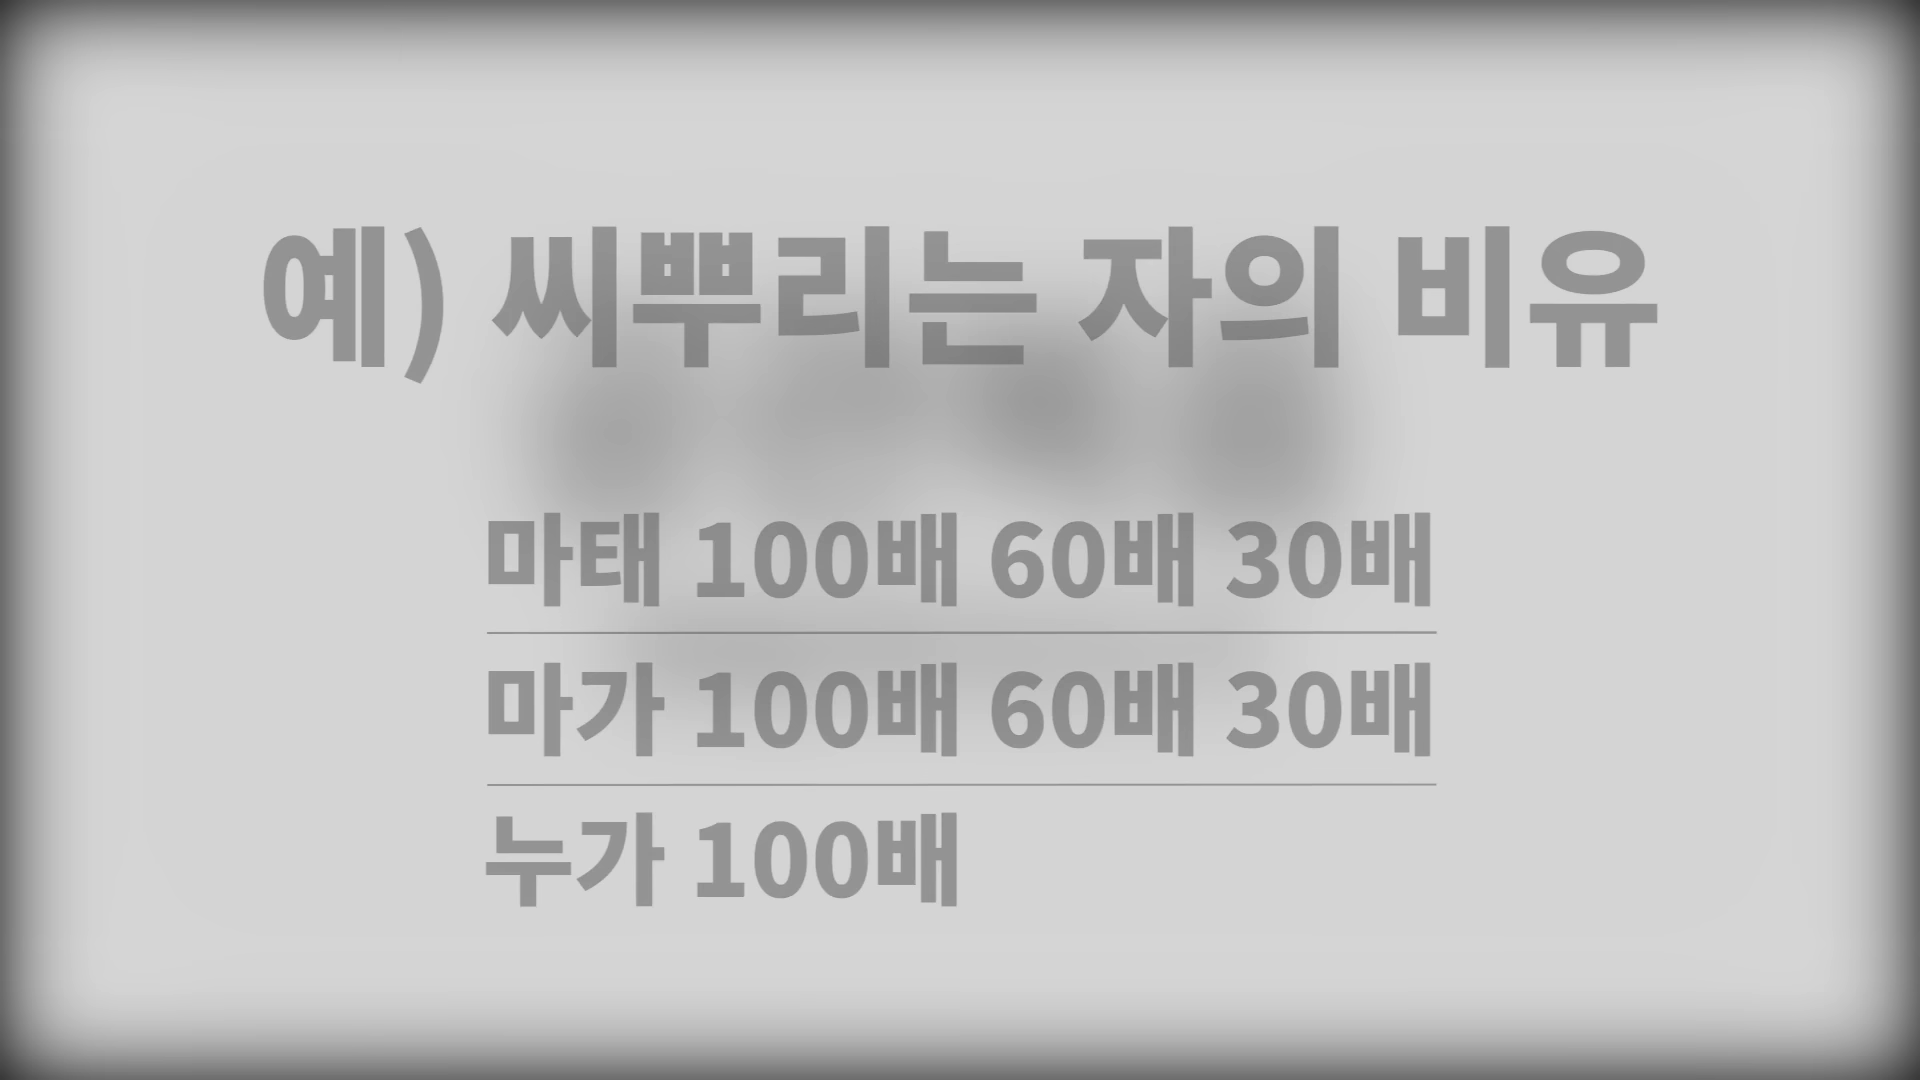 예) 씨뿌리는 자의 비유
마태 100배 60배 30배
마가 100배 60배 30배
누가 100배